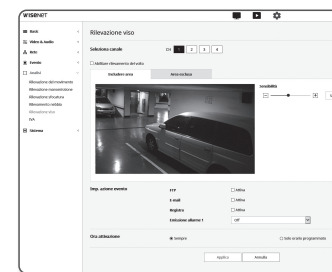 WISENET
Basic
Video & Audio
Rete
Evento
Analisi
Rilevazione del movimento
Rilevazione manomissione
Rilevazione sfocatura
Rilevamento nebbia
Rilevazione viso
IVA
Sistema
Rilevazione viso
Seleziona canale
CH 1 2 3 4
Abilitare rilevamento del volto
Includere area
Area esclusa
Sensibilità
Imp. azione evento
FTP
Attiva
E-mail
Attiva
Registra
Attiva
Emissione allarme 1
Off
Ora attivazione
Sempre
Solo orario programmato
Applica
Annulla